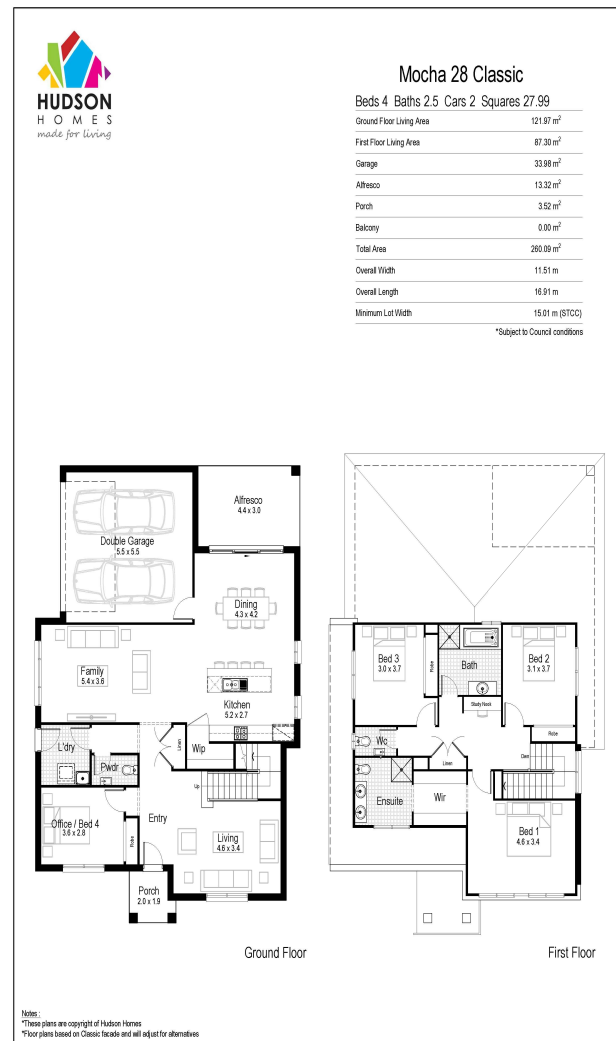 HUDSON
HOMES
made for living
Mocha 28 Classic
Beds 4 Baths 2.5 Cars 2 Squares 27.99
Ground Floor Living Area 121.97 m²
First Floor Living Area 87.30 m²
Garage 33.98 m²
Alfresco 13.32 m²
Porch 3.52 m²
Balcony 0.00 m²
Total Area 260.09 m²
Overall Width 11.51 m
Overall Length 16.91 m
Minimum Lot Width 15.01 m (STCC)
*Subject to Council conditions
Alfresco
4.4 x 3.0
Double Garage
5.5 x 5.5
Dining
4.3 x 4.2
Family
5.4 x 3.6
Kitchen
5.2 x 2.7
L'dry
Pwdr
Linen
Wip
Up
Office / Bed 4
3.6 x 2.8
Robe
Entry
Living
4.6 x 3.4
Porch
2.0 x 1.9
Ground Floor
Bed 3
3.0 x 3.7
Robe
Bath
Bed 2
3.1 x 3.7
Study Nook
Robe
Wc
Linen
Down
Ensuite
Wir
Bed 1
4.6 x 3.4
First Floor
Notes :
*These plans are copyright of Hudson Homes
*Floor plans based on Classic facade and will adjust for alternatives